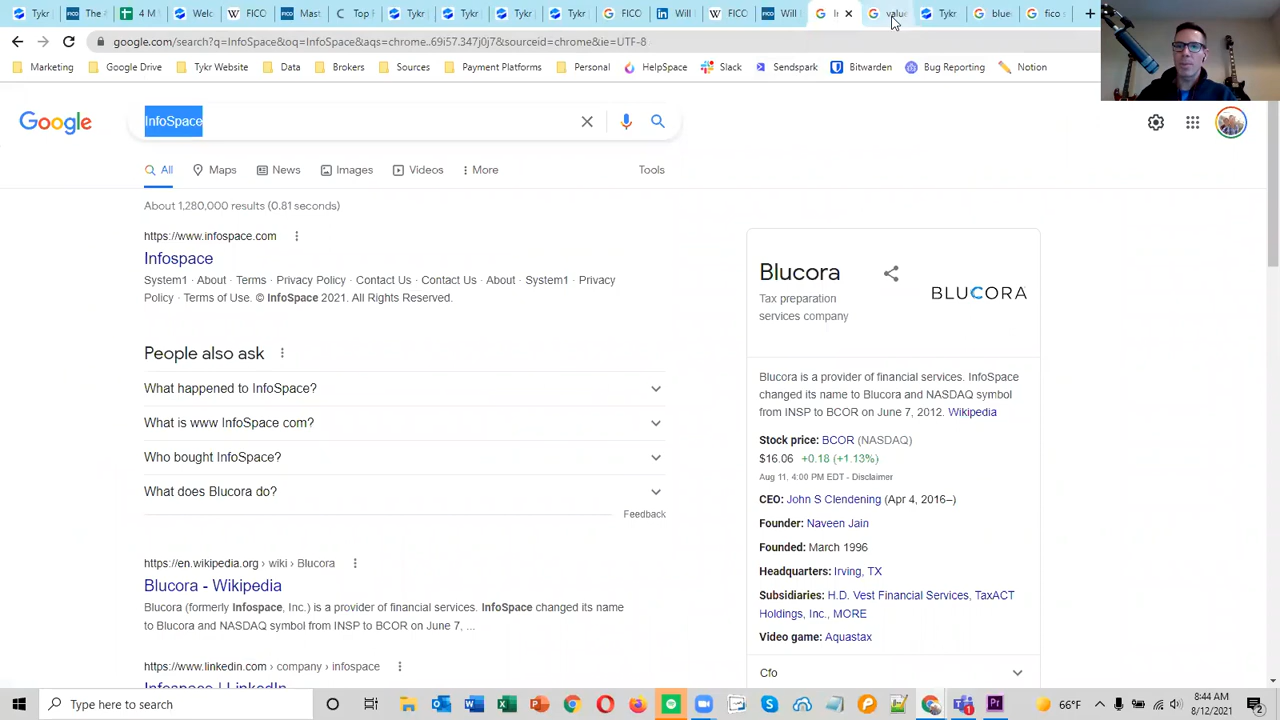 Tykr
FICO
Mast
C
Top F
Tykr
Tykr
Tykr
FICO
Will
FICO
Will
In
value
Tykr
blue
fico s
google.com/search?q=InfoSpace&oq=InfoSpace&aqs=chrome..69i57.347j0j7&sourceid=chrome&ie=UTF-8
Marketing
Google Drive
Tykr Website
Data
Brokers
Sources
Payment Platforms
Personal
HelpSpace
Slack
Sendspark
Bitwarden
Bug Reporting
Notion
Google
InfoSpace
All
Maps
News
Images
Videos
More
Tools
About 1,280,000 results (0.81 seconds)
https://www.infospace.com
Infospace
System1 · About · Terms · Privacy Policy · Contact Us · Contact Us · About · System1 · Privacy
Policy · Terms of Use. © InfoSpace 2021. All Rights Reserved.
People also ask
What happened to InfoSpace?
What is www InfoSpace com?
Who bought InfoSpace?
What does Blucora do?
Feedback
https://en.wikipedia.org › wiki › Blucora
Blucora - Wikipedia
Blucora (formerly Infospace, Inc.) is a provider of financial services. InfoSpace changed its name
to Blucora and NASDAQ symbol from INSP to BCOR on June 7, ...
https://www.linkedin.com › company › infospace
Infospace | LinkedIn
Blucora
BLUCORA
Tax preparation
services company
Blucora is a provider of financial services. InfoSpace
changed its name to Blucora and NASDAQ symbol
from INSP to BCOR on June 7, 2012. Wikipedia
Stock price: BCOR (NASDAQ)
$16.06 +0.18 (+1.13%)
Aug 11, 4:00 PM EDT - Disclaimer
CEO: John S Clendening (Apr 4, 2016–)
Founder: Naveen Jain
Founded: March 1996
Headquarters: Irving, TX
Subsidiaries: H.D. Vest Financial Services, TaxACT
Holdings, Inc., MORE
Video game: Aquastax
Cfo
Type here to search
66°F
8:44 AM
8/12/2021